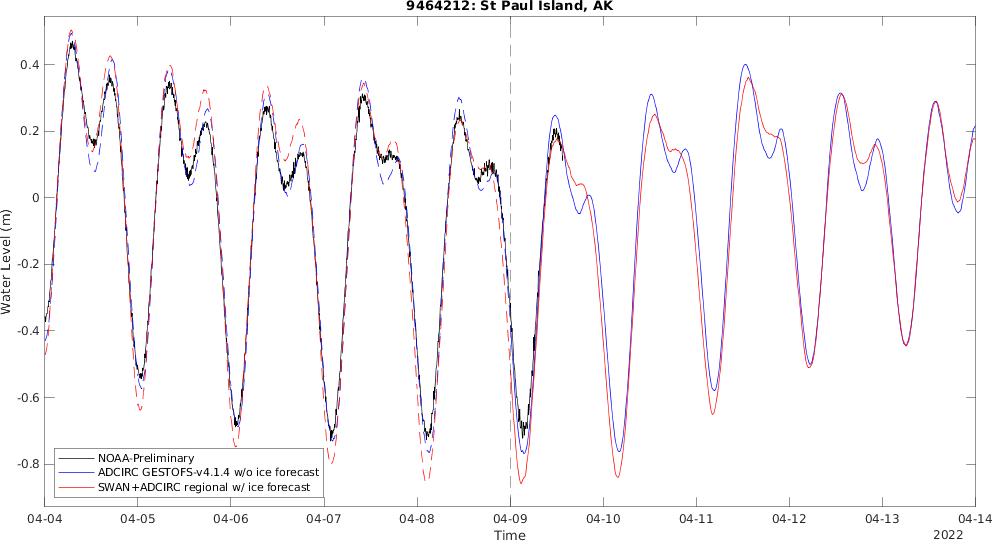 9464212: St Paul Island, AK
Water Level (m)
0.4
0.2
0
-0.2
-0.4
-0.6
-0.8
NOAA-Preliminary
ADCIRC GESTOFS-v4.1.4 w/o ice forecast
SWAN+ADCIRC regional w/ ice forecast
04-04 04-05 04-06 04-07 04-08 04-09 04-10 04-11 04-12 04-13 04-14
Time
2022